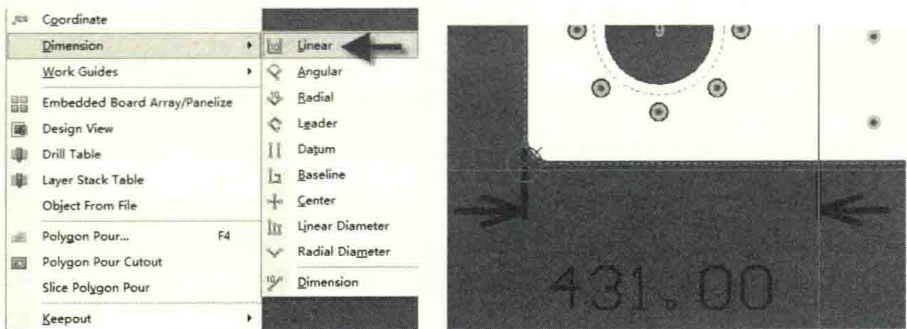 Coordinate
Dimension
Work Guides
Embedded Board Array/Panelize
Design View
Drill Table
Layer Stack Table
Object From File
Polygon Pour... F4
Polygon Pour Cutout
Slice Polygon Pour
Keepout
Linear
Angular
Radial
Leader
Datum
Baseline
Center
Linear Diameter
Radial Diameter
Dimension
431.00